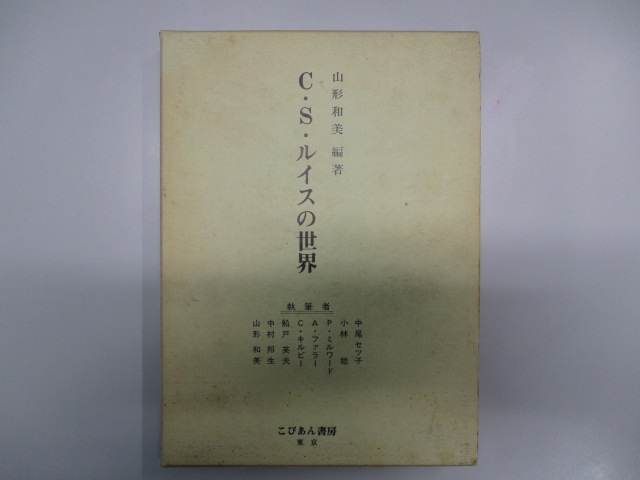 山形和美 編著
C・S・ルイスの世界
執筆者
中尾セツ子
小林 稔
P・ミルワード
A・ファラー
C・キルビー
船戸英夫
中村邦生
山形和美
こびあん書房
東京